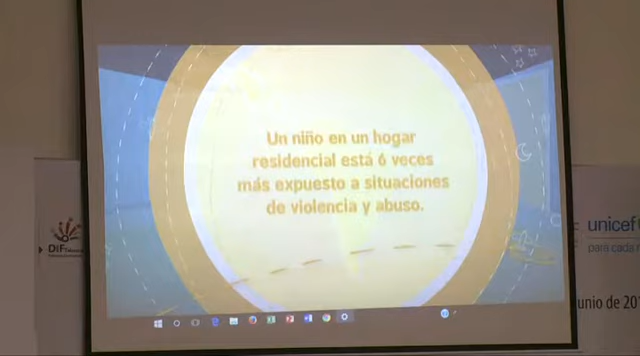 Un niño en un hogar
residencial está 6 veces
más expuesto a situaciones
de violencia y abuso.
DIF
unicef
para cada
unio de 20